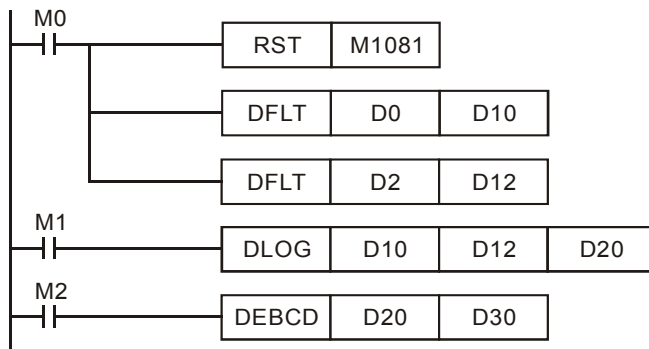 M0
RST M1081
DFLT D0 D10
DFLT D2 D12
M1
DLOG D10 D12 D20
M2
DEBCD D20 D30